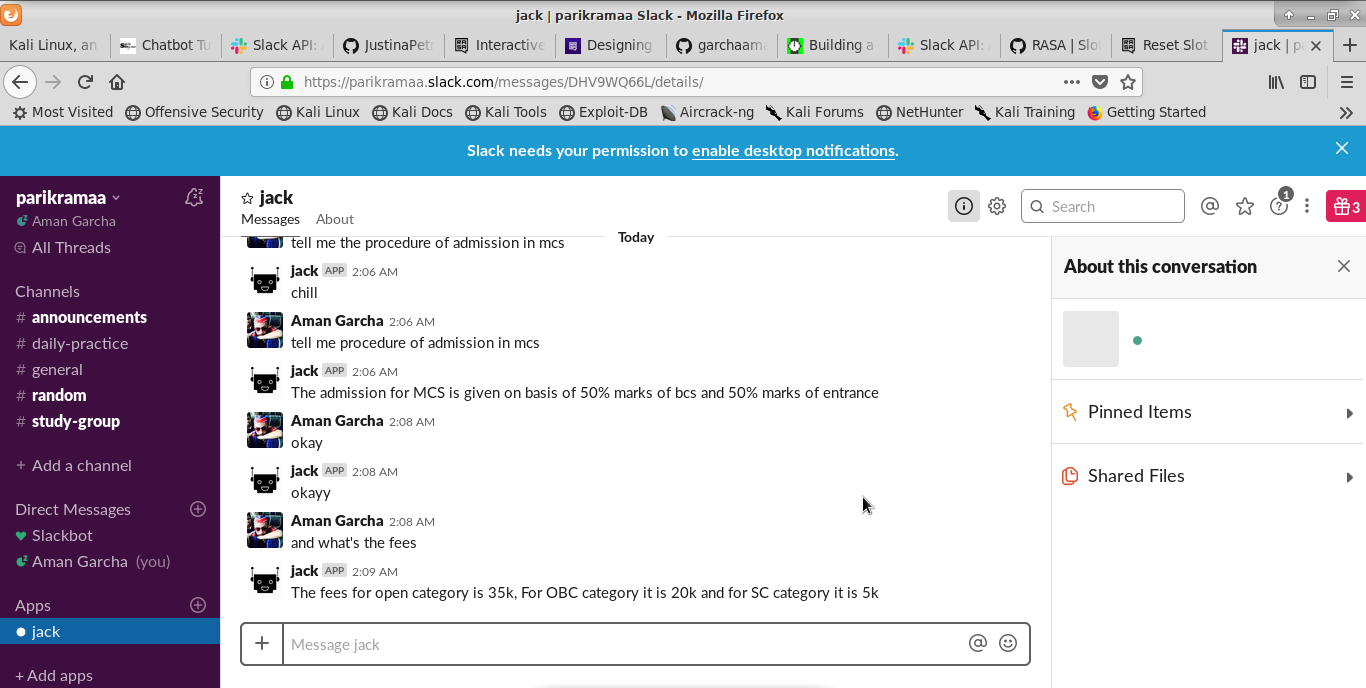 jack | parikramaa Slack - Mozilla Firefox
Kali Linux, an
Chatbot Tu
Slack API:
JustinaPetr
Interactive
Designing
garchaam
Building a
Slack API:
RASA | Slot
Reset Slot
jack | p
https://parikramaa.slack.com/messages/DHV9WQ66L/details/
Most Visited
Offensive Security
Kali Linux
Kali Docs
Kali Tools
Exploit-DB
Aircrack-ng
Kali Forums
NetHunter
Kali Training
Getting Started
Slack needs your permission to enable desktop notifications.
parikramaa
Aman Garcha
All Threads
Channels
# announcements
# daily-practice
# general
# random
# study-group
+ Add a channel
Direct Messages
Slackbot
Aman Garcha (you)
Apps
jack
+ Add apps
jack
Messages
About
Search
1
3
Today
tell me the procedure of admission in mcs
jack APP 2:06 AM
chill
Aman Garcha 2:06 AM
tell me procedure of admission in mcs
jack APP 2:06 AM
The admission for MCS is given on basis of 50% marks of bcs and 50% marks of entrance
Aman Garcha 2:08 AM
okay
jack APP 2:08 AM
okayy
Aman Garcha 2:08 AM
and what's the fees
jack APP 2:09 AM
The fees for open category is 35k, For OBC category it is 20k and for SC category it is 5k
Message jack
About this conversation
Pinned Items
Shared Files